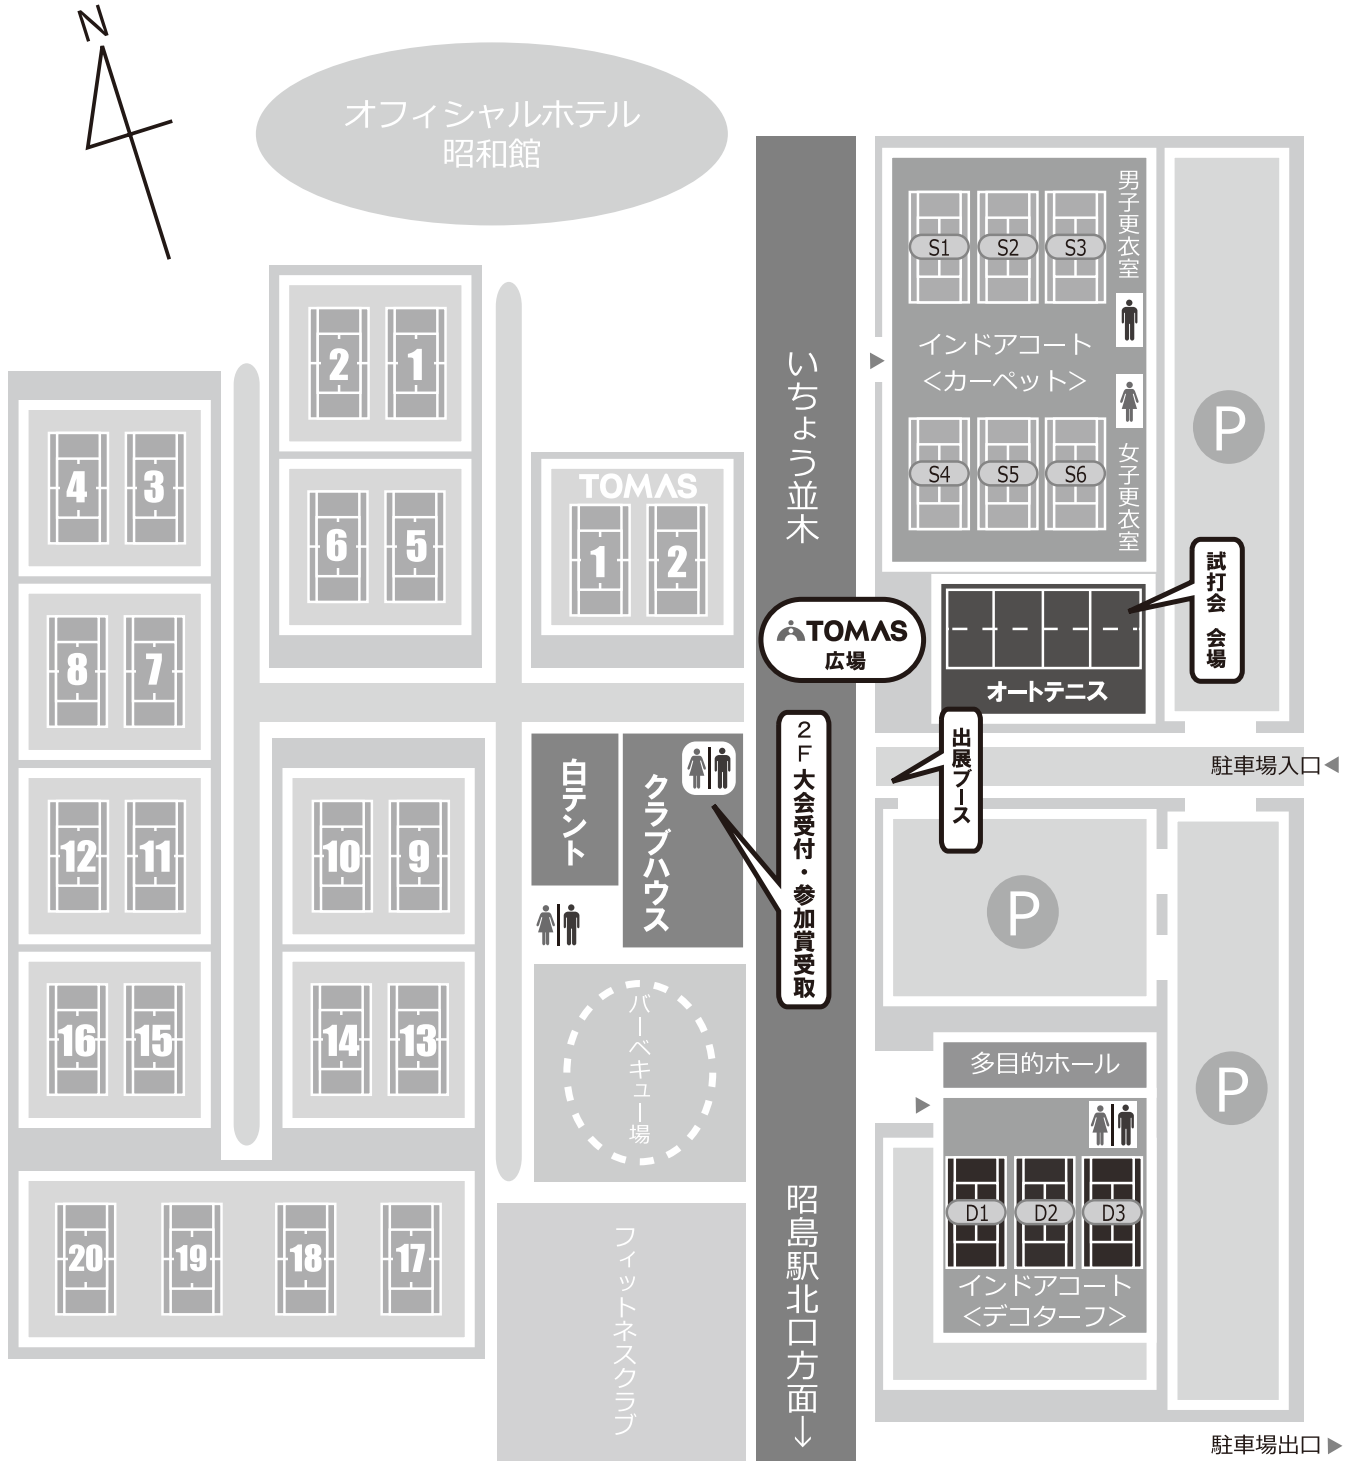 N
オフィシャルホテル
昭和館
2
1
4
3
6
5
TOMAS
1
2
8
7
12
11
10
9
16
15
14
13
20
19
18
17
白テント
クラブハウス
バーベキュー場
フィットネスクラブ
いちょう並木
TOMAS
広場
2F 大会受付・参加賞受取
昭島駅北口方面→
S1
S2
S3
男子更衣室
インドアコート
<カーペット>
S4
S5
S6
女子更衣室
P
試打会 会場
オートテニス
出展ブース
駐車場入口
P
P
多目的ホール
D1
D2
D3
インドアコート
<デコターフ>
駐車場出口